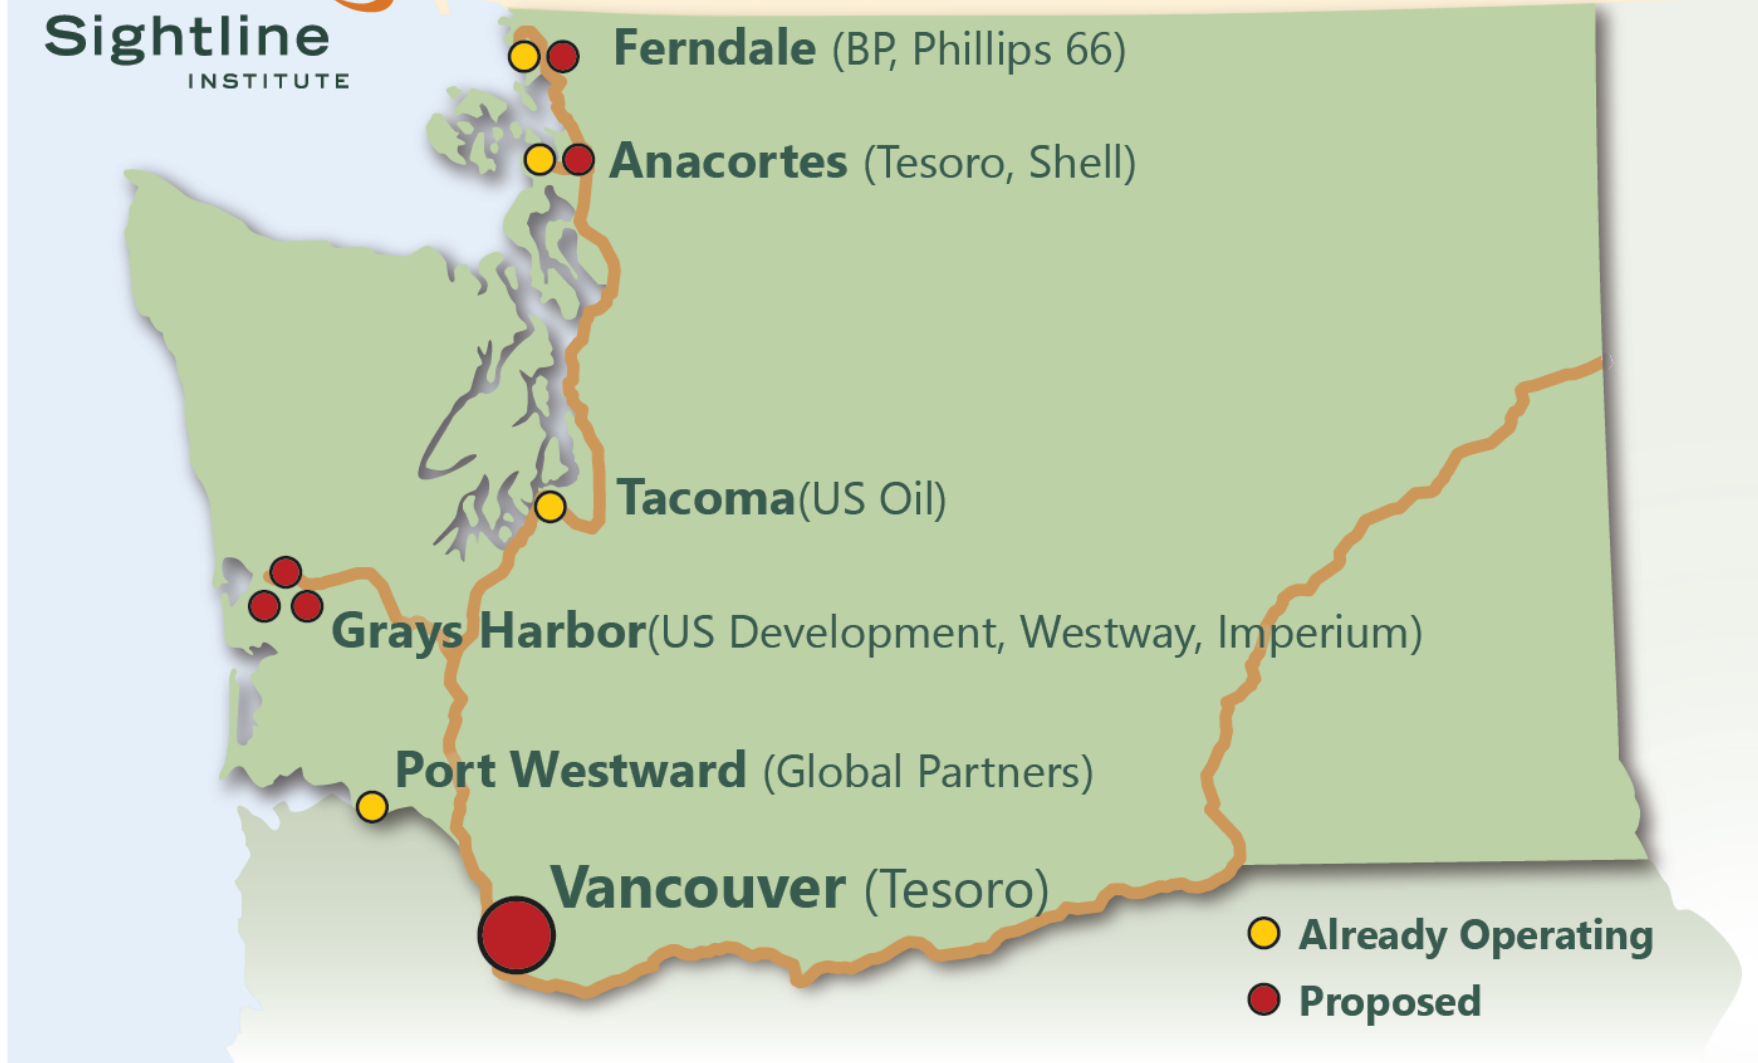 Sightline
INSTITUTE
Ferndale (BP, Phillips 66)
Anacortes (Tesoro, Shell)
Tacoma(US Oil)
Grays Harbor(US Development, Westway, Imperium)
Port Westward (Global Partners)
Vancouver (Tesoro)
Already Operating
Proposed